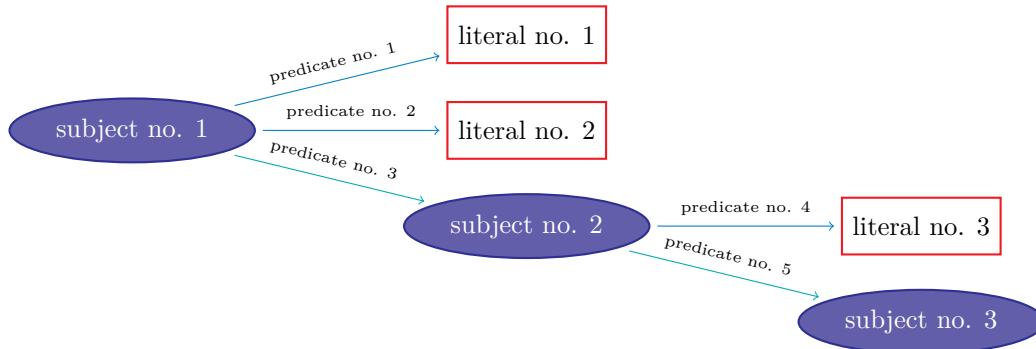 literal no. 1
predicate no. 1
predicate no. 2
subject no. 1
literal no. 2
predicate no. 3
predicate no. 4
subject no. 2
literal no. 3
predicate no. 5
subject no. 3